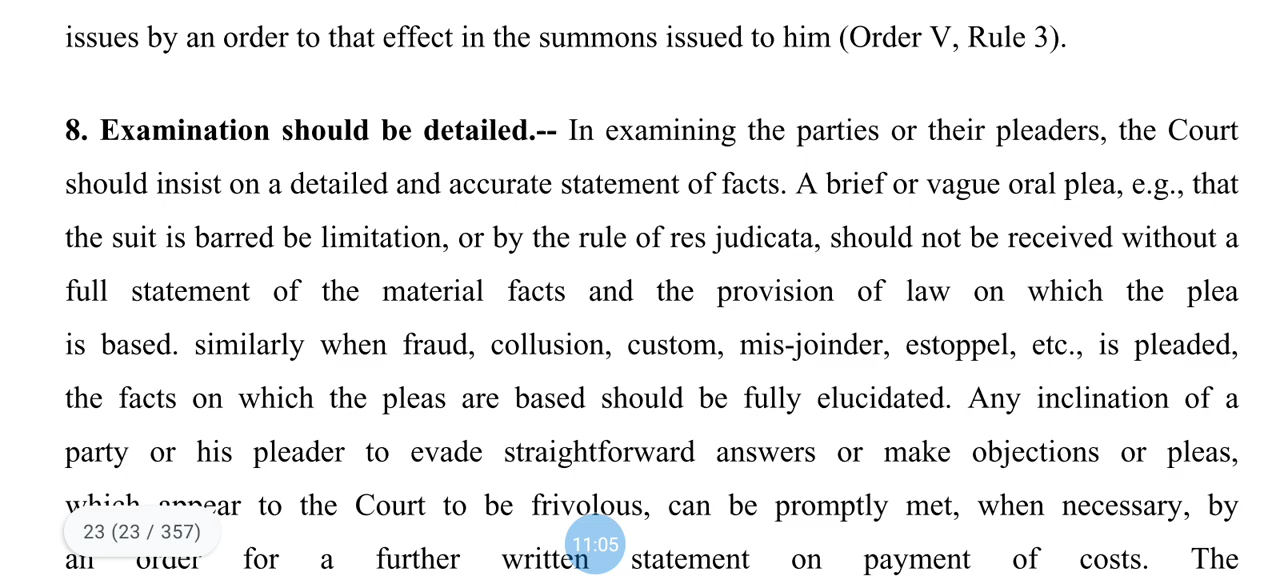 issues by an order to that effect in the summons issued to him (Order V, Rule 3).
8. Examination should be detailed.-- In examining the parties or their pleaders, the Court
should insist on a detailed and accurate statement of facts. A brief or vague oral plea, e.g., that
the suit is barred be limitation, or by the rule of res judicata, should not be received without a
full statement of the material facts and the provision of law on which the plea
is based. similarly when fraud, collusion, custom, mis-joinder, estoppel, etc., is pleaded,
the facts on which the pleas are based should be fully elucidated. Any inclination of a
party or his pleader to evade straightforward answers or make objections or pleas,
which appear to the Court to be frivolous, can be promptly met, when necessary, by
23 (23 / 357)
11:05
an order for a further written statement on payment of costs. The